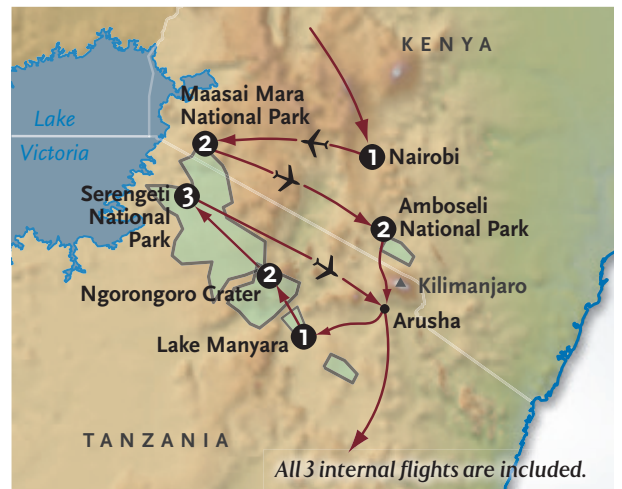 KENYA
Maasai Mara
National Park
Lake
Victoria
2
1 Nairobi
Serengeti
National
Park
3
Amboseli
National Park
2
Ngorongoro Crater
2
Kilimanjaro
Arusha
Lake Manyara
1
TANZANIA
All 3 internal flights are included.